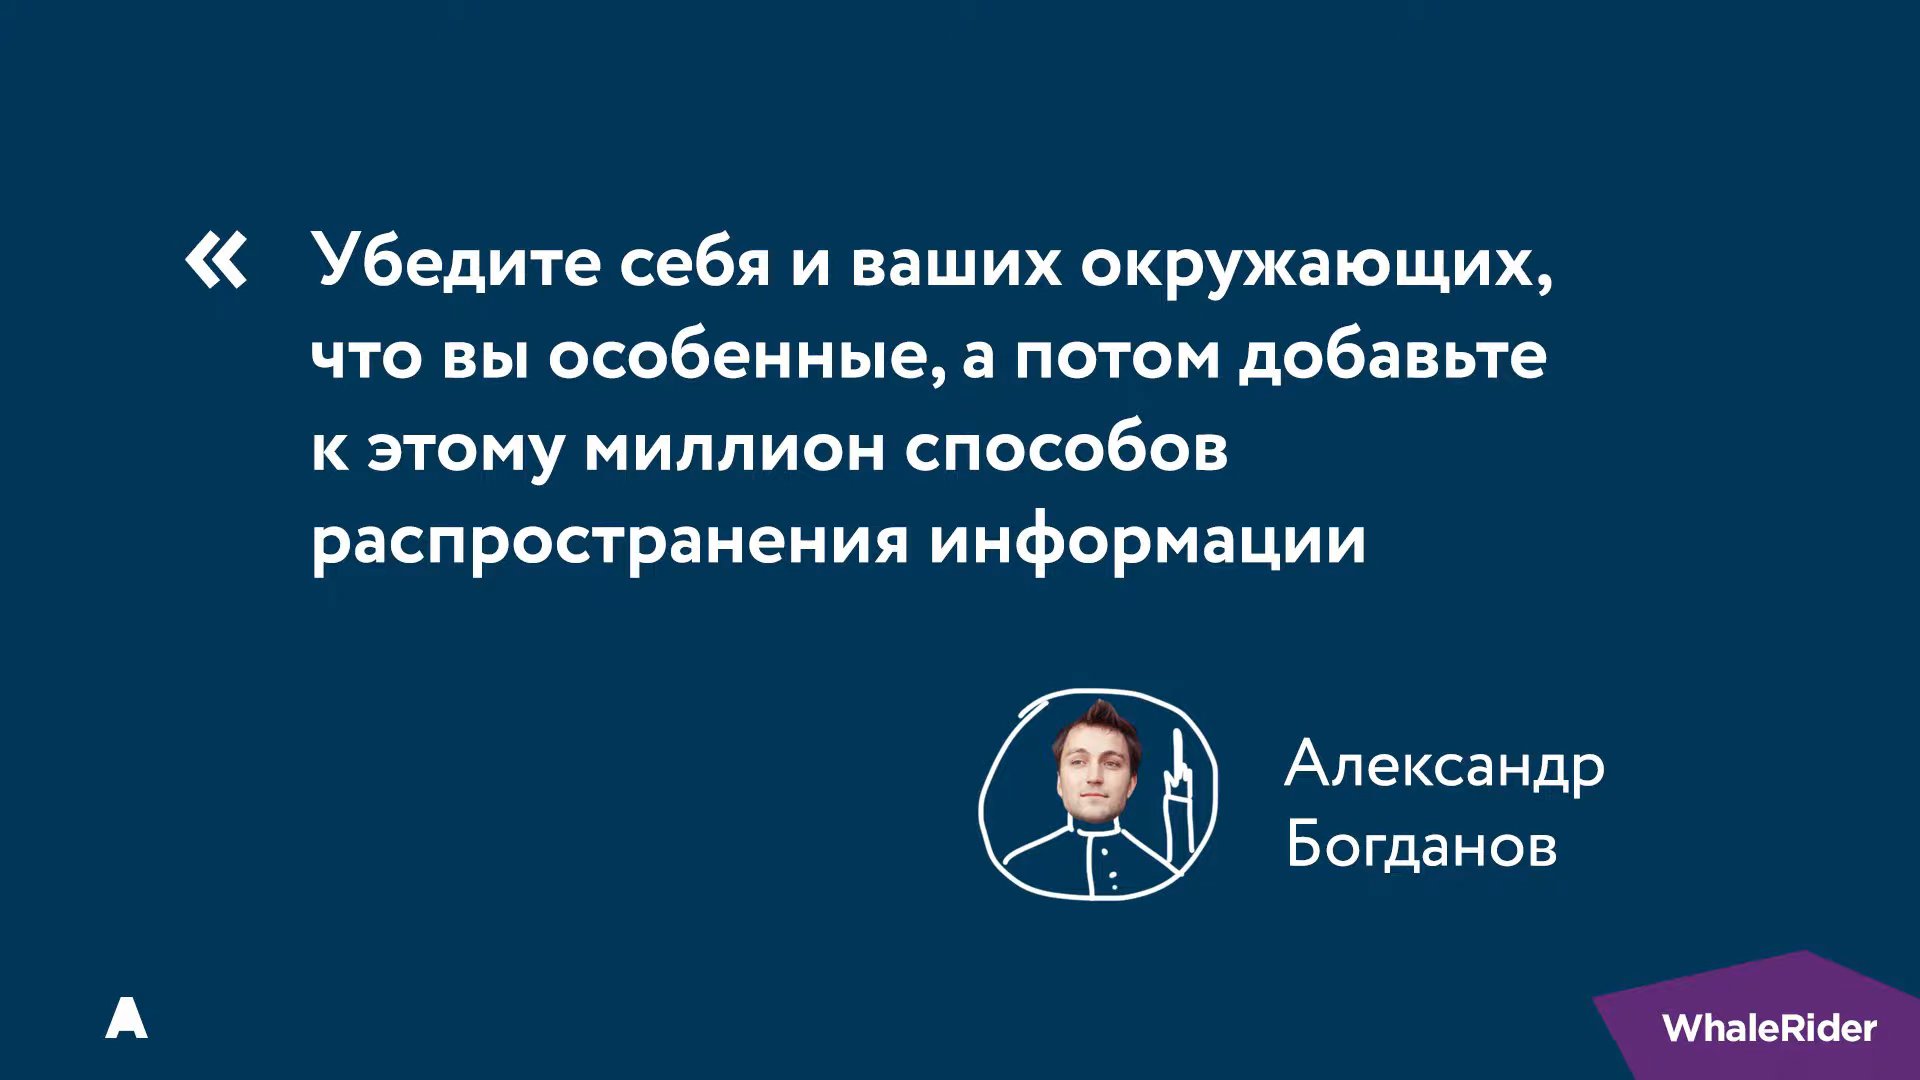 « Убедите себя и ваших окружающих,
что вы особенные, а потом добавьте
к этому миллион способов
распространения информации
Александр
Богданов
A
WhaleRider